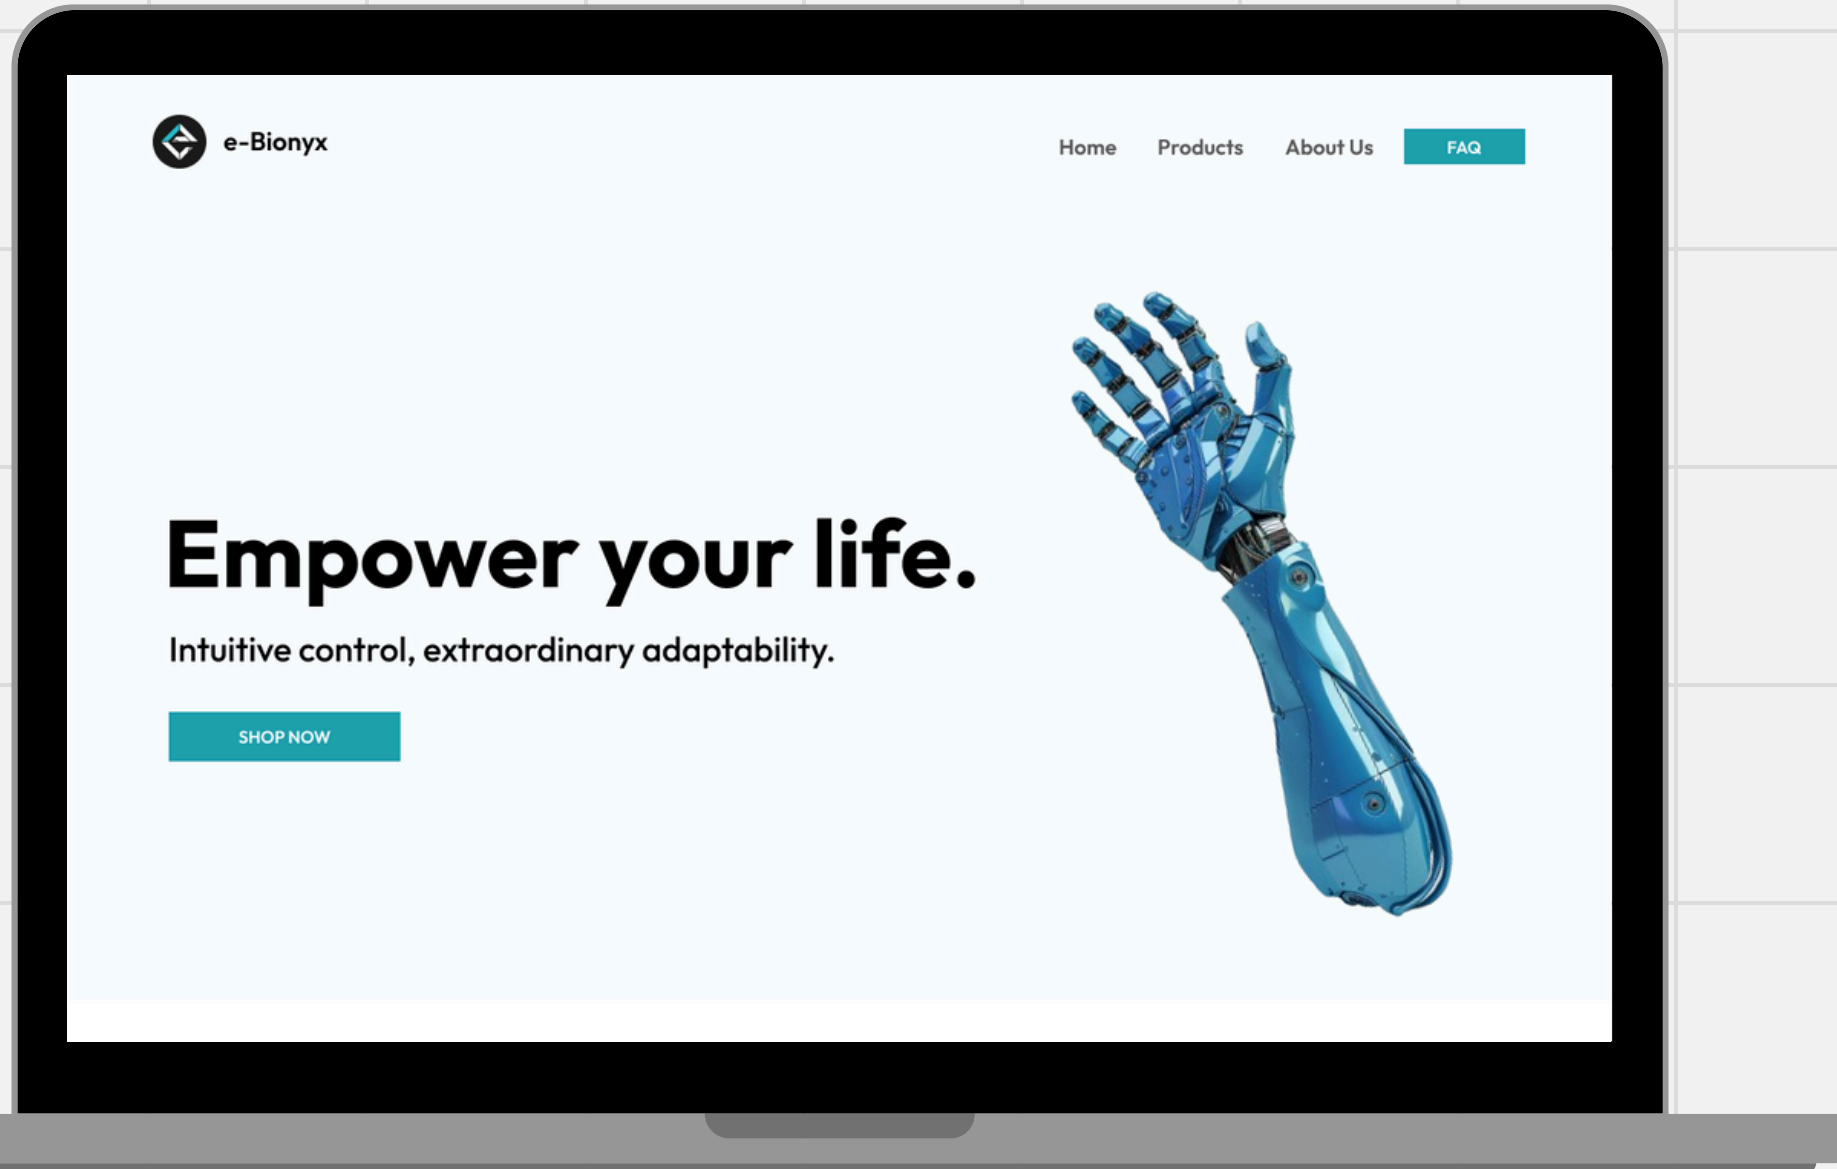 e-Bionyx
Home Products About Us FAQ
Empower your life.
Intuitive control, extraordinary adaptability.
SHOP NOW